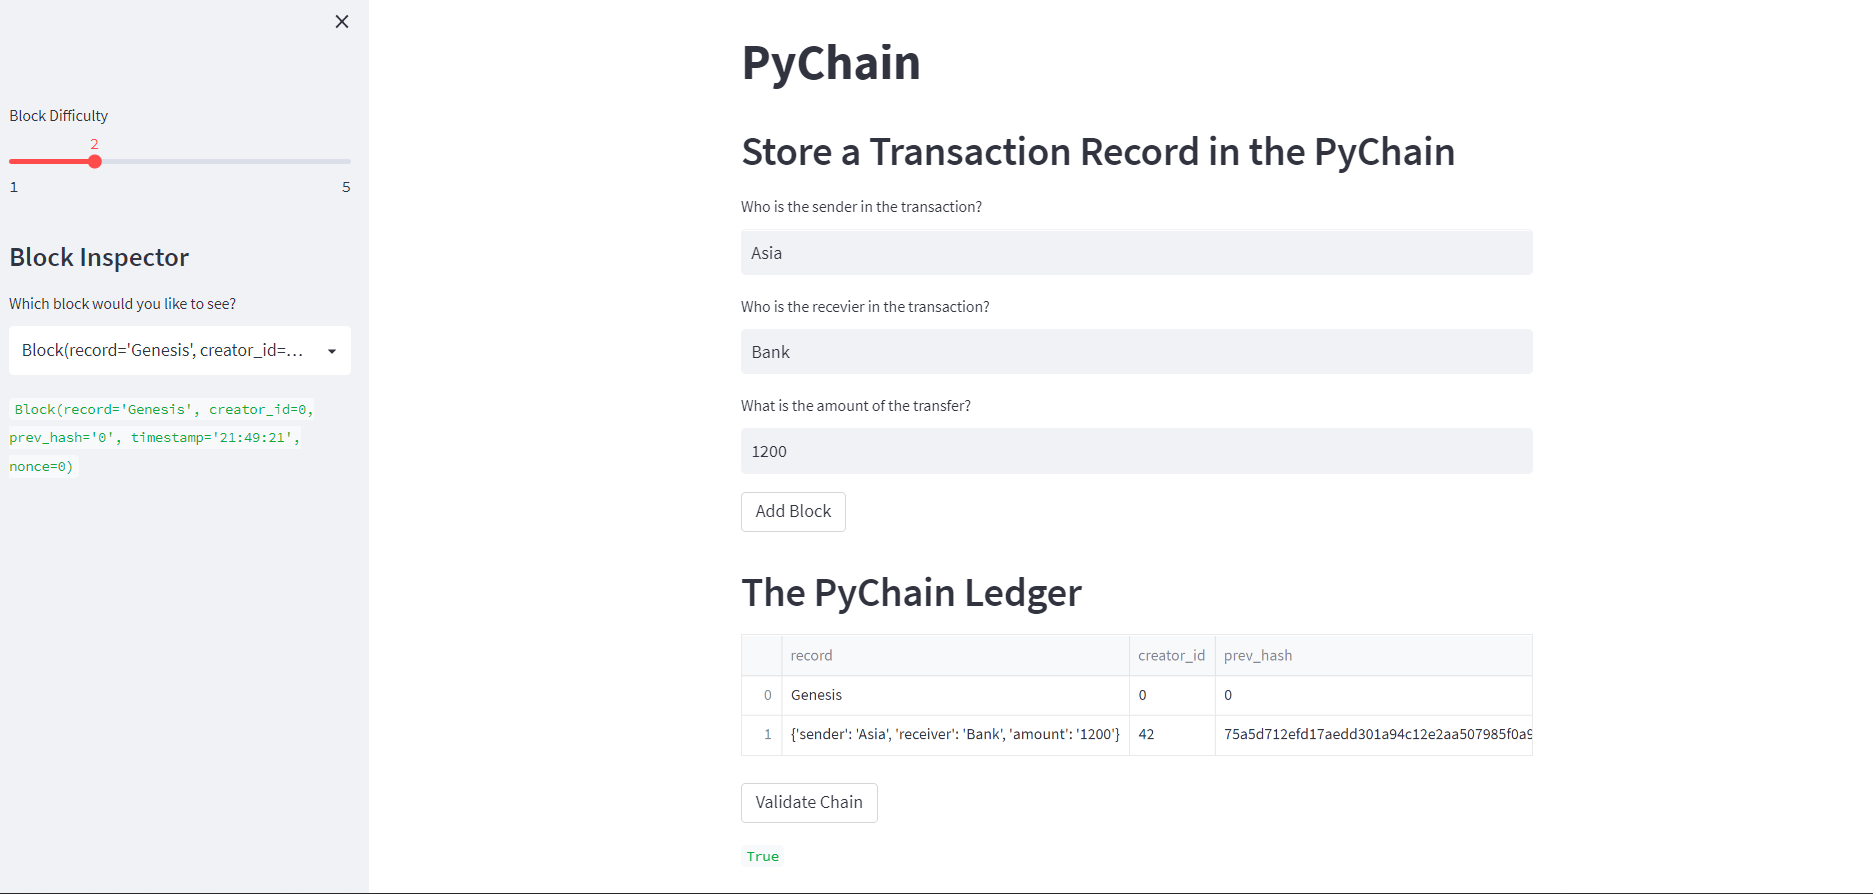 Block Difficulty
2
1 5
Block Inspector
Which block would you like to see?
Block(record='Genesis', creator_id=...
Block(record='Genesis', creator_id=0,
prev_hash='0', timestamp='21:49:21',
nonce=0)
PyChain
Store a Transaction Record in the PyChain
Who is the sender in the transaction?
Asia
Who is the recevier in the transaction?
Bank
What is the amount of the transfer?
1200
Add Block
The PyChain Ledger
record creator_id prev_hash
0 Genesis 0 0
1 {'sender': 'Asia', 'receiver': 'Bank', 'amount': '1200'} 42 75a5d712efd17aedd301a94c12e2aa507985f0a9
Validate Chain
True